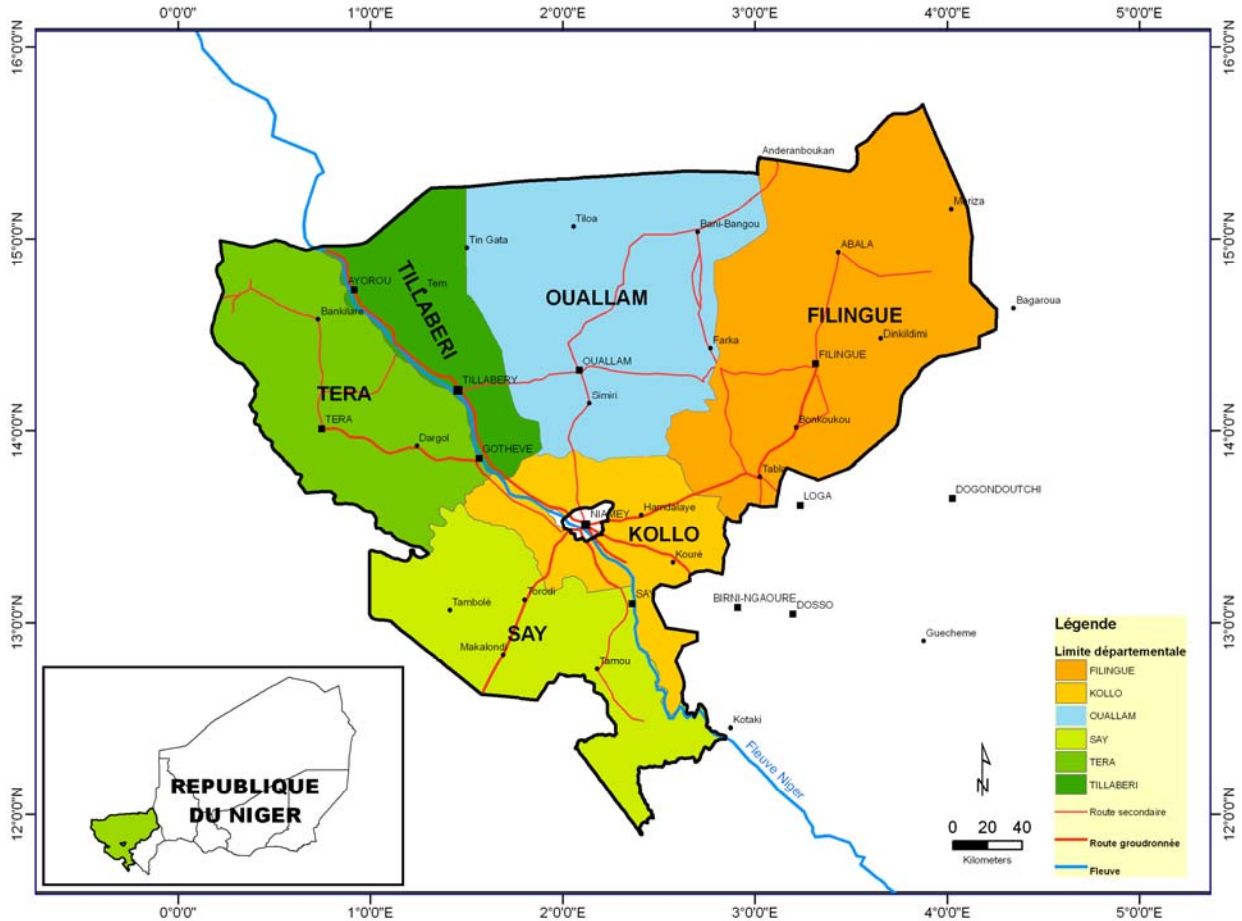 0°0'0"
1°0'0"E
2°0'0"E
3°0'0"E
4°0'0"E
5°0'0"E
16°0'0"N
16°0'0"N
Anderanboukan
Meriza
Tiloa
Bani-Bangou
15°0'0"N
Tin Gata
ABALA
15°0'0"N
AYOROU
Tern
TILLABERI
OUALLAM
FILINGUE
Bagaroua
Bankilare
Dinkildimi
Farka
OUALLAM
FILINGUE
TERA
TILLABERY
Simiri
14°0'0"N
TERA
Bonkoukou
14°0'0"N
Dargol
GOTHEVE
Tabla
LOGA
DOGONDOUTCHI
Hamdalaye
NIAMEY
KOLLO
Kouré
SAY
BIRNI-NGAOURE
DOSSO
Torodi
Tambolé
13°0'0"N
SAY
Guecheme
13°0'0"N
Makalondi
Tamou
Kotaki
Fleuve Niger
12°0'0"N
12°0'0"N
REPUBLIQUE
DU NIGER
N
0 20 40
Kilometers
Légende
Limite départementale
FILINGUE
KOLLO
OUALLAM
SAY
TERA
TILLABERI
Route secondaire
Route groudronnée
Fleuve
0°0'0"
1°0'0"E
2°0'0"E
3°0'0"E
4°0'0"E
5°0'0"E